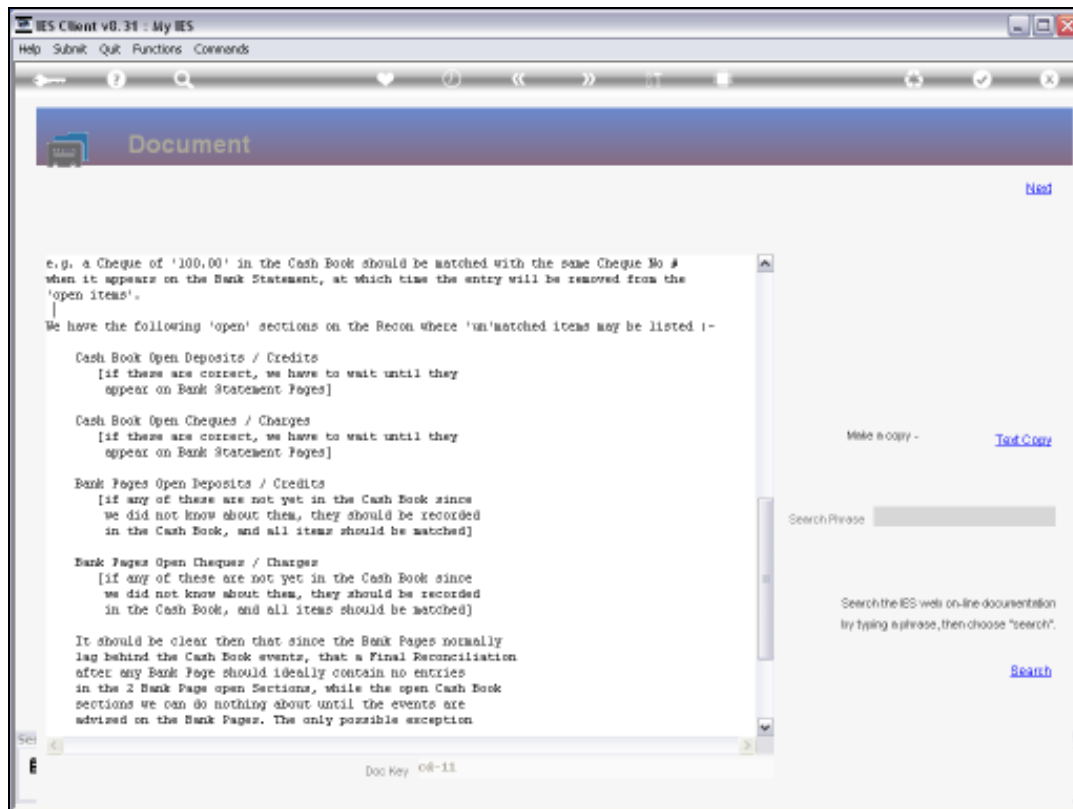 IES Client v8.31 : My IES
Help Submit Quit Functions Commands
Document
Next
e.g. a Cheque of '100.00' in the Cash Book should be matched with the same Cheque No #
when it appears on the Bank Statement, at which time the entry will be removed from the
'open items'.
We have the following 'open' sections on the Recon where 'un'matched items may be listed :-
Cash Book Open Deposits / Credits
[if these are correct, we have to wait until they
appear on Bank Statement Pages]
Cash Book Open Cheques / Charges
[if these are correct, we have to wait until they
appear on Bank Statement Pages]
Bank Pages Open Deposits / Credits
[if any of these are not yet in the Cash Book since
we did not know about them, they should be recorded
in the Cash Book, and all items should be matched]
Bank Pages Open Cheques / Charges
[if any of these are not yet in the Cash Book since
we did not know about them, they should be recorded
in the Cash Book, and all items should be matched]
It should be clear then that since the Bank Pages normally
lag behind the Cash Book events, that a Final Reconciliation
after any Bank Page should ideally contain no entries
in the 2 Bank Page open Sections, while the open Cash Book
sections we can do nothing about until the events are
advised on the Bank Pages. The only possible exception
Make a copy -
Text Copy
Search Phrase
Search the IES web on-line documentation
by typing a phrase, then choose "search".
Search
Doc Key